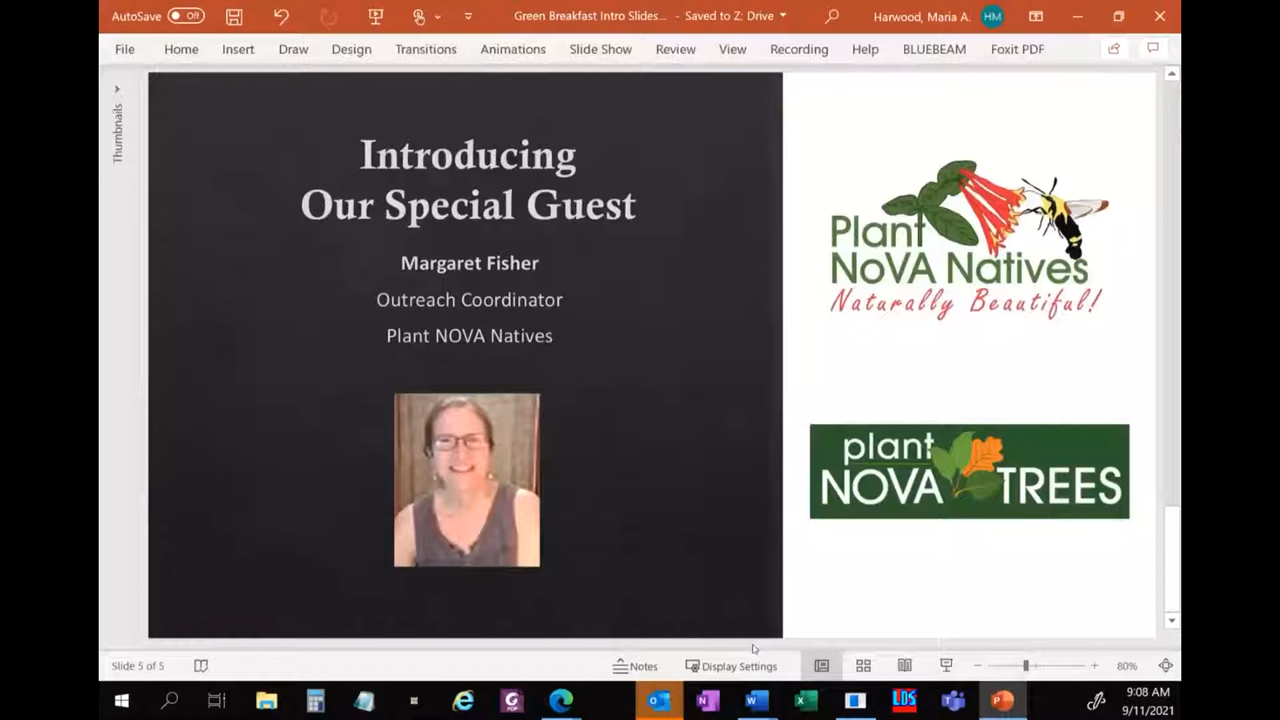 AutoSave Off Green Breakfast Intro Slides... - Saved to Z: Drive Harwood, Maria A. HM
File Home Insert Draw Design Transitions Animations Slide Show Review View Recording Help BLUEBEAM Foxit PDF
Thumbnails
Introducing
Our Special Guest
Margaret Fisher
Outreach Coordinator
Plant NOVA Natives
Plant
NoVA Natives
Naturally Beautiful!
plant
NOVA TREES
Slide 5 of 5 Notes Display Settings 80%
LDS
9:08 AM
9/11/2021